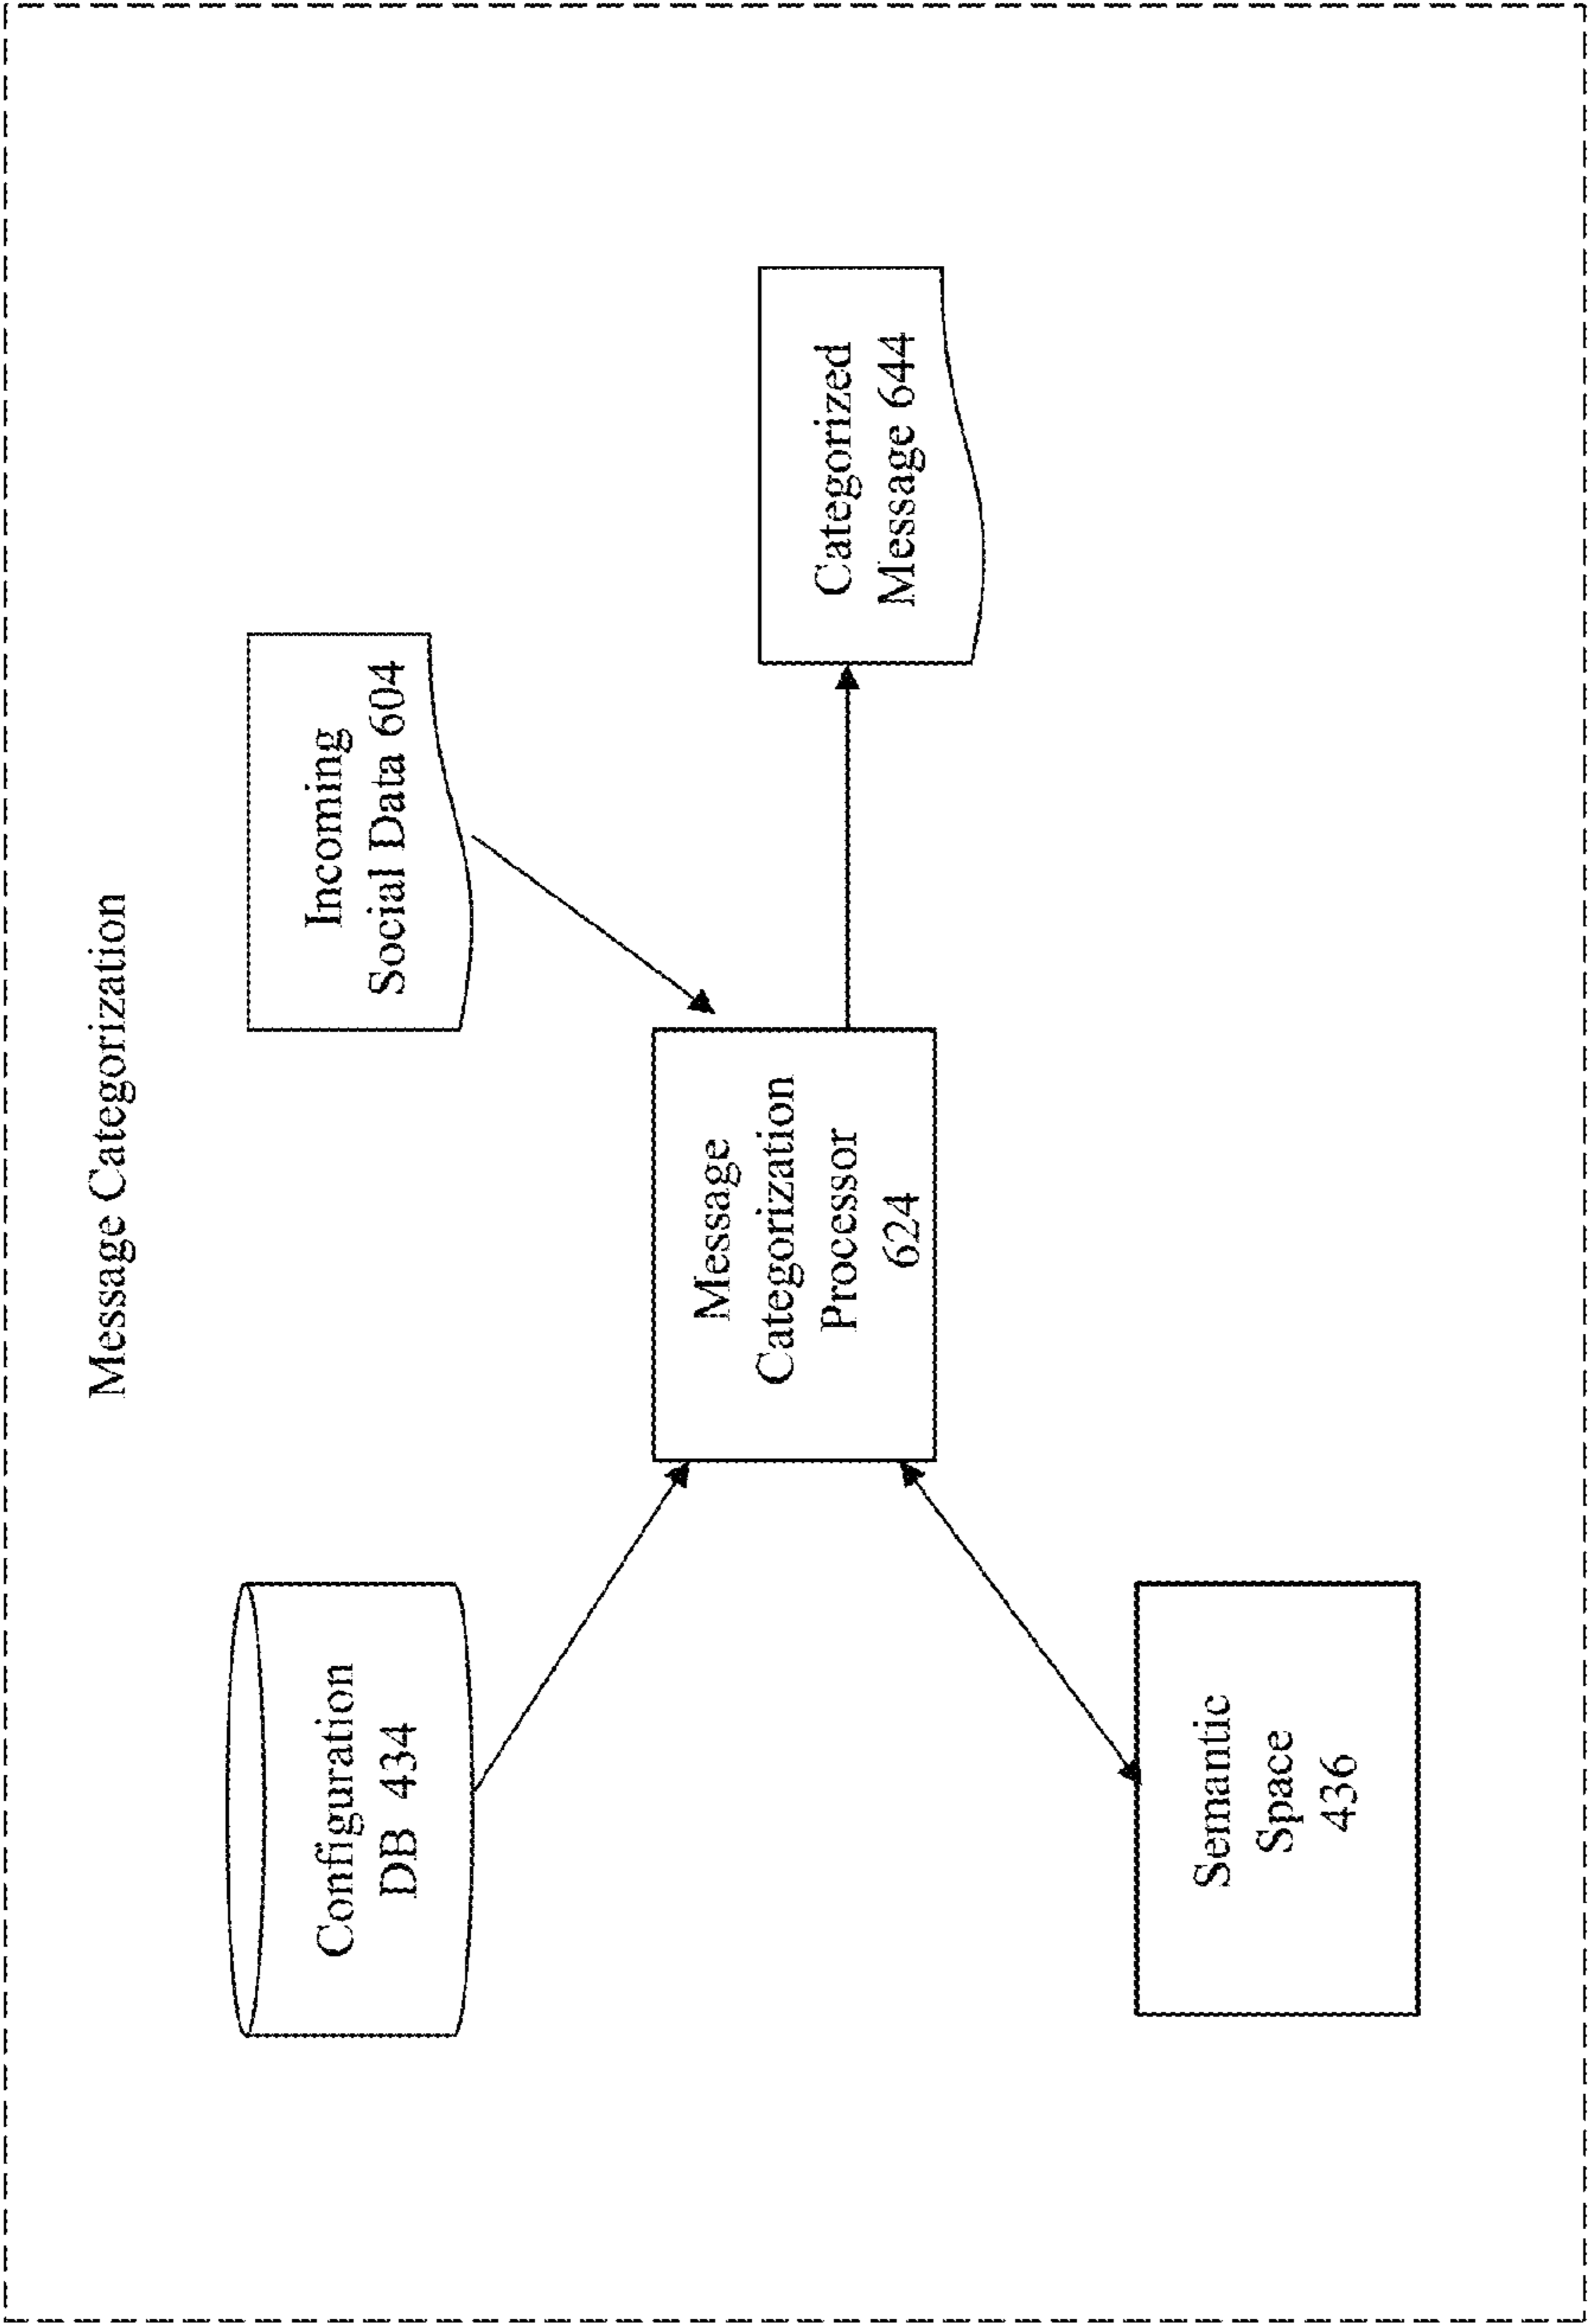 Message Categorization
Configuration
DB 434
Incoming
Social Data 604
Message
Categorization
Processor
624
Categorized
Message 644
Semantic
Space
436